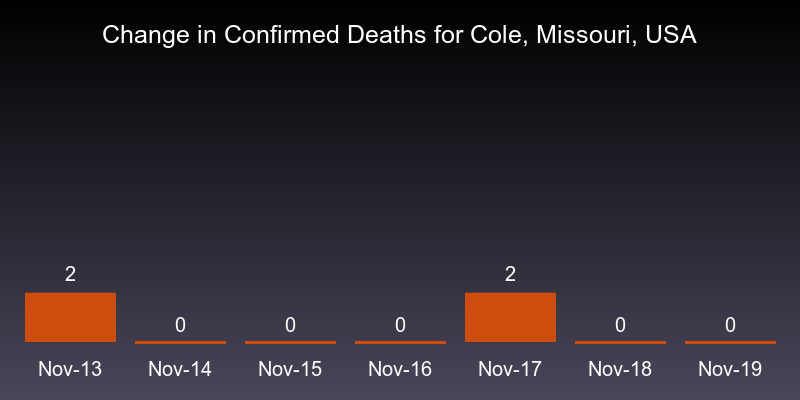 Change in Confirmed Deaths for Cole, Missouri, USA
2 0 0 0 2 0 0
Nov-13 Nov-14 Nov-15 Nov-16 Nov-17 Nov-18 Nov-19